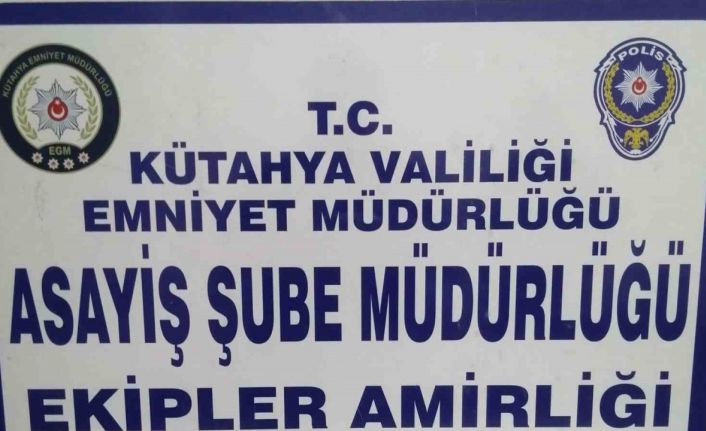 KÜTAHYA EMNİYET MÜDÜRLÜĞÜ
EGM
POLİS
T.C.
KÜTAHYA VALİLİĞİ
EMNİYET MÜDÜRLÜĞÜ
ASAYİŞ ŞUBE MÜDÜRLÜĞÜ
EKİPLER AMİRLİĞİ